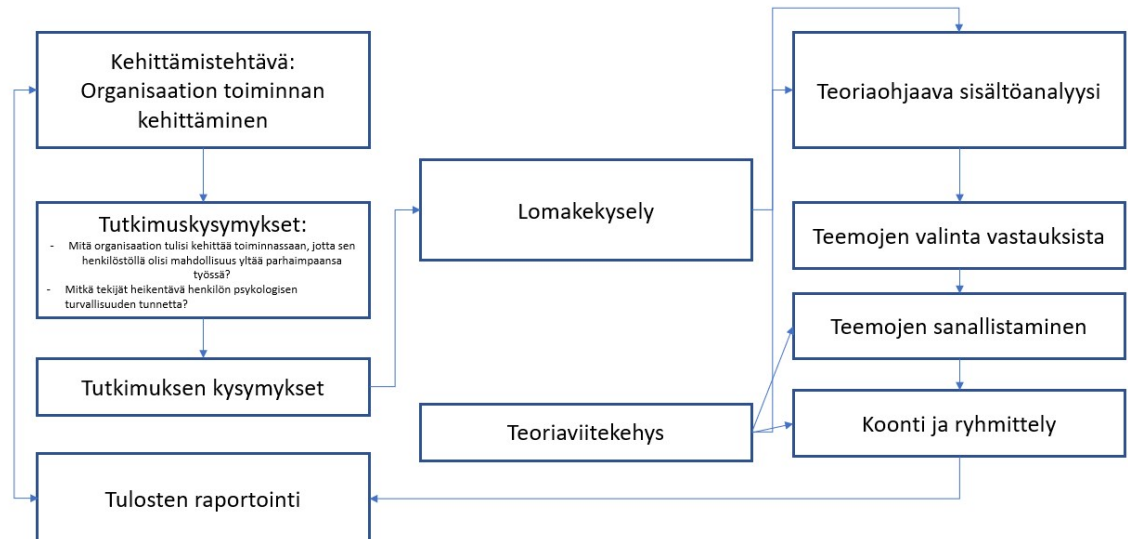 Kehittämistehtävä:
Organisaation toiminnan
kehittäminen
Tutkimuskysymykset:
- Mitä organisaation tulisi kehittää toiminnassaan, jotta sen
henkilöstöllä olisi mahdollisuus yltää parhaimpaansa
työssä?
- Mitkä tekijät heikentävä henkilön psykologisen
turvallisuuden tunnetta?
Tutkimuksen kysymykset
Tulosten raportointi
Lomakekysely
Teoriaviitekehys
Teoriaohjaava sisältöanalyysi
Teemojen valinta vastauksista
Teemojen sanallistaminen
Koonti ja ryhmittely